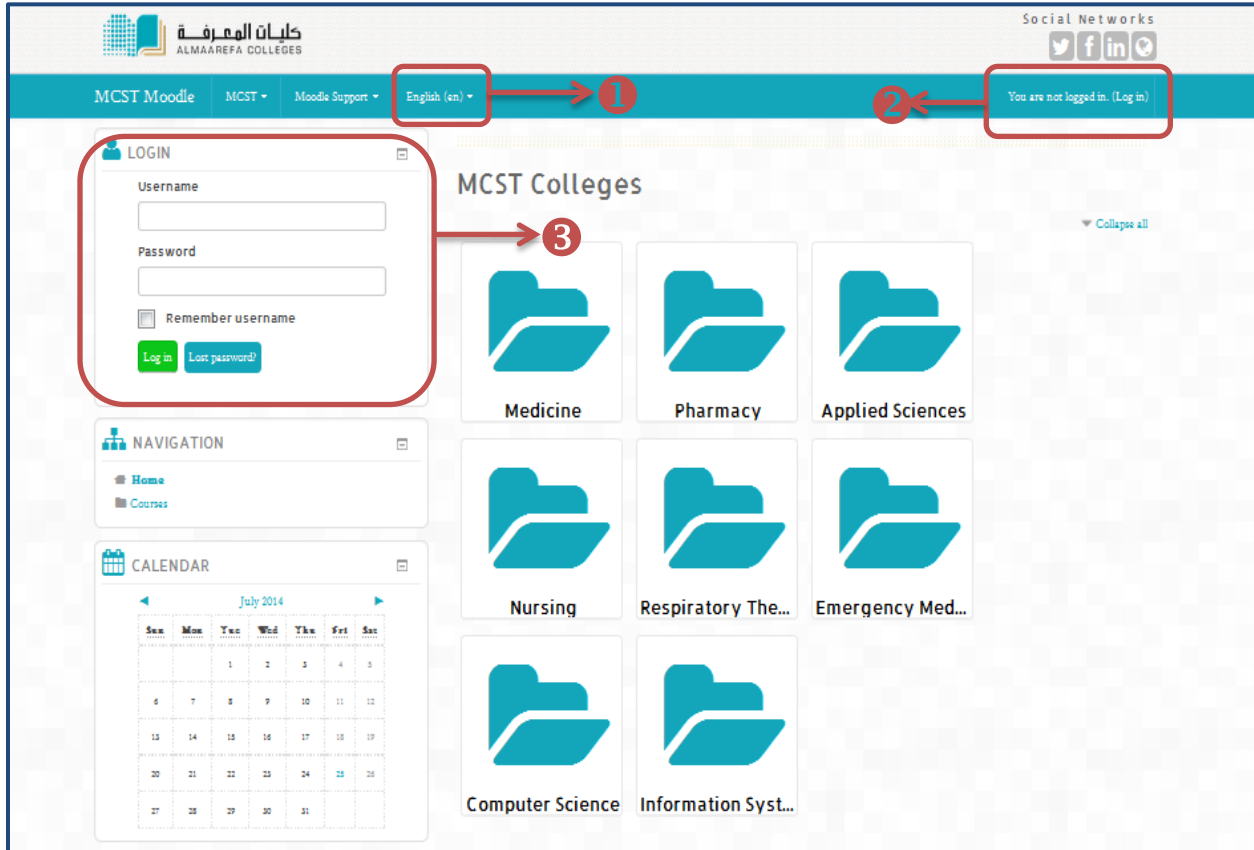 كليات المعرفة
ALMAAREFA COLLEGES
Social Networks
MCST Moodle MCST Moodle Support English (en) 1 2 You are not logged in. (Log in)
LOGIN
Username
Password
Remember username
Log in Lost password?
3
MCST Colleges
Collapse all
Medicine Pharmacy Applied Sciences
Nursing Respiratory The... Emergency Med...
Computer Science Information Syst...
NAVIGATION
Home
Courses
CALENDAR
July 2014
Sun Mon Tue Wed Thu Fri Sat
1 2 3 4 5
6 7 8 9 10 11 12
13 14 15 16 17 18 19
20 21 22 23 24 25 26
27 28 29 30 31